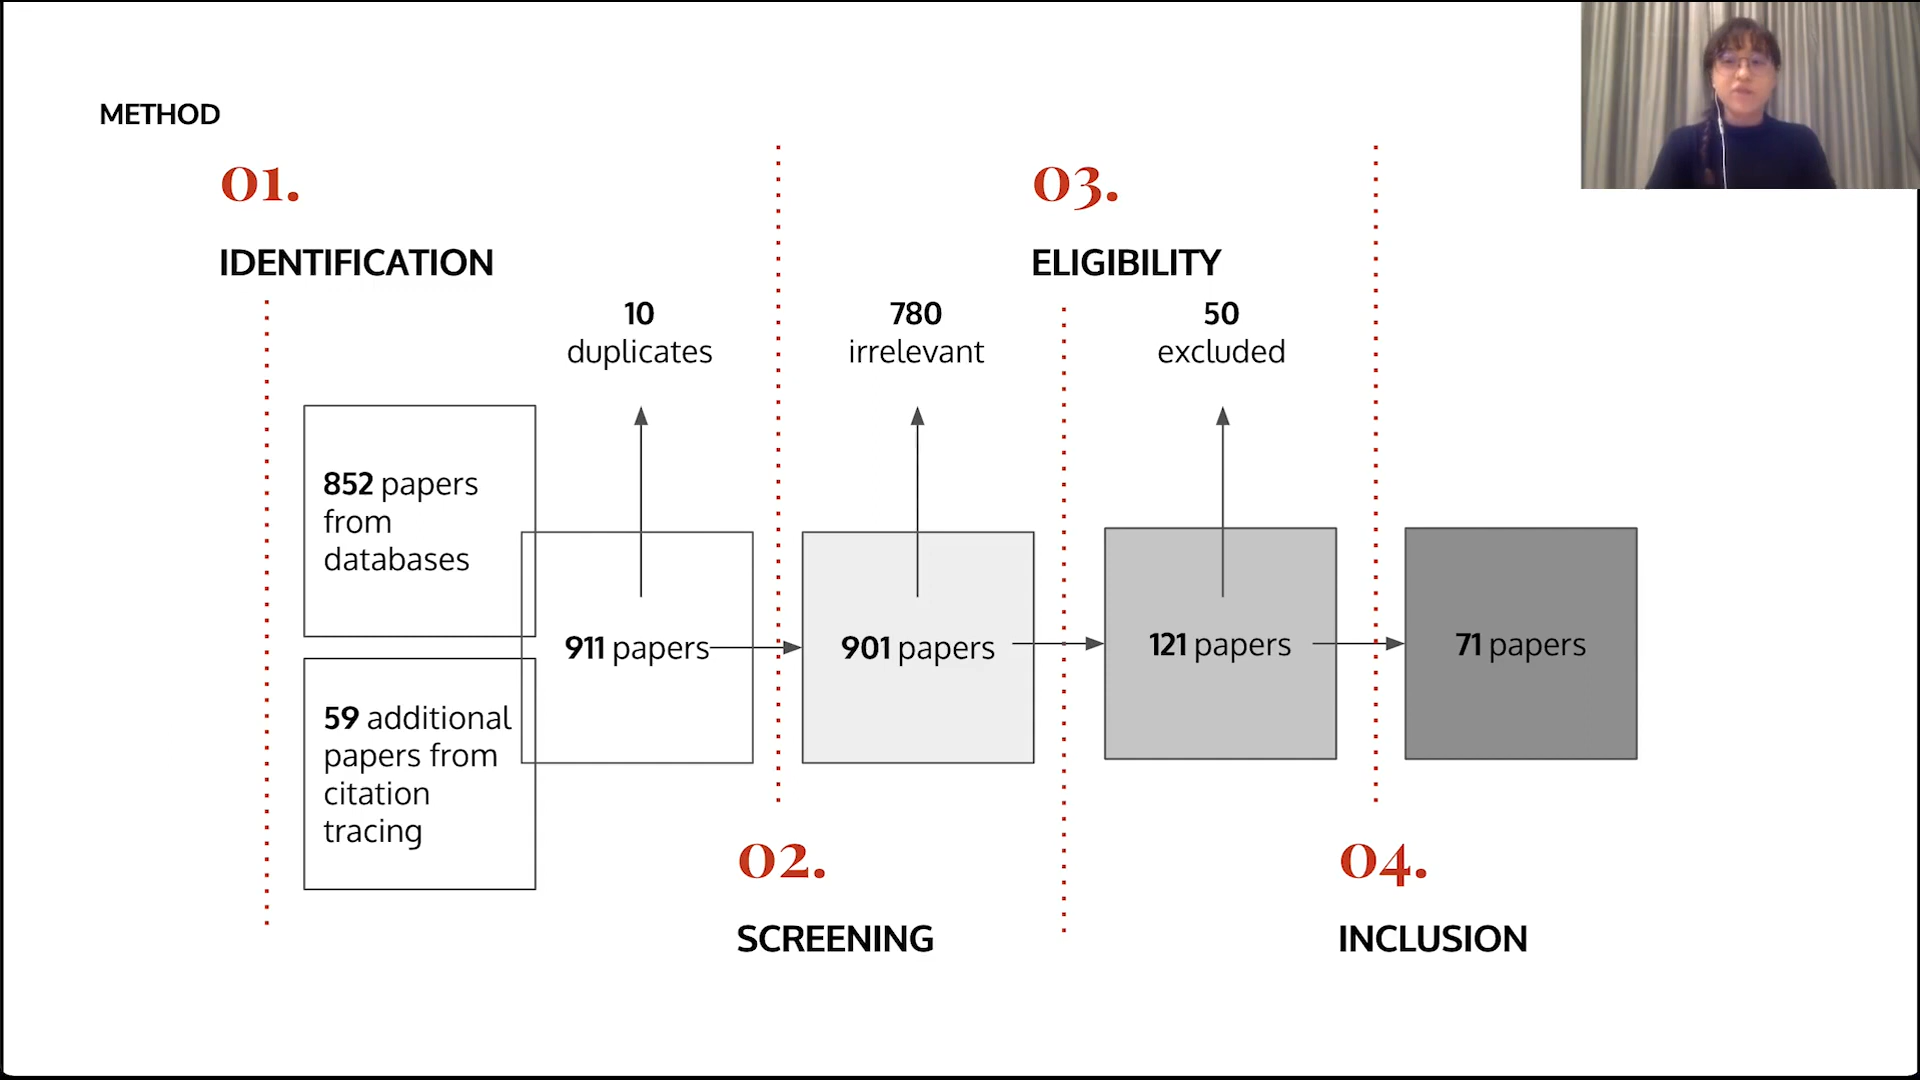 METHOD
01.
IDENTIFICATION
852 papers
from
databases
59 additional
papers from
citation
tracing
10
duplicates
911 papers
02.
SCREENING
780
irrelevant
901 papers
03.
ELIGIBILITY
50
excluded
121 papers
04.
INCLUSION
71 papers